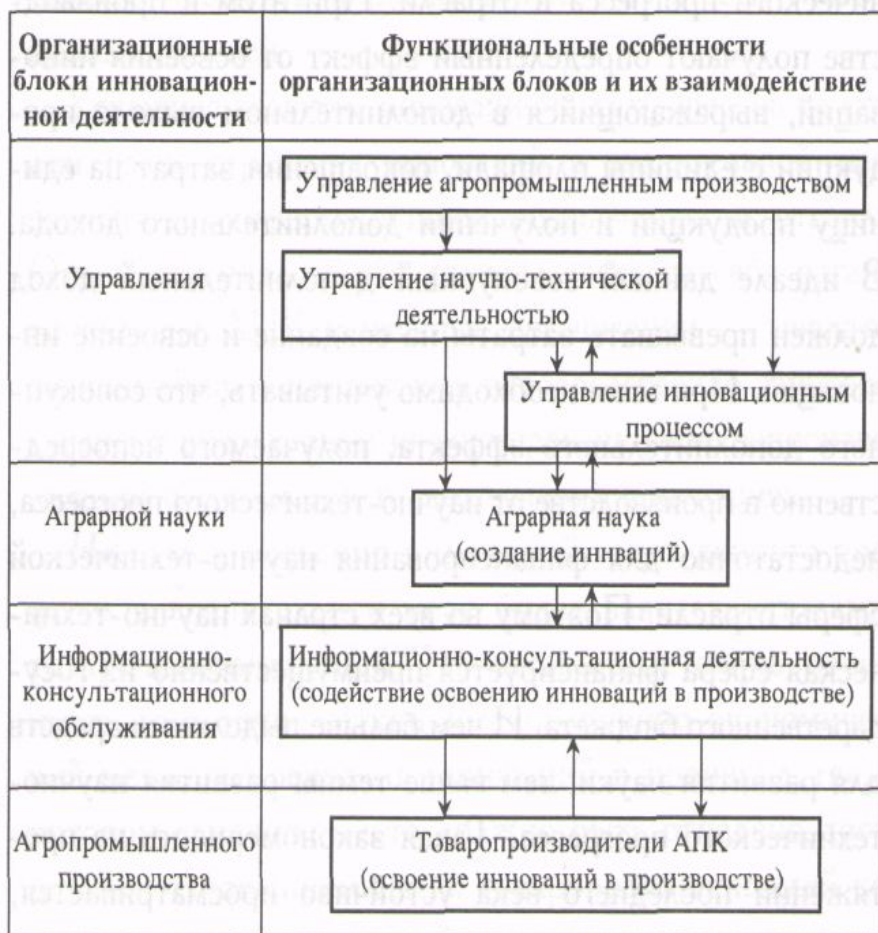 Организационные
блоки инновацион-
ной деятельности
Функциональные особенности
организационных блоков и их взаимодействие
Управления
Управление агропромышленным производством
Управление научно-технической
деятельностью
Управление инновационным
процессом
Аграрной науки
Аграрная наука
(создание иннваций)
Информационно-
консультационного
обслуживания
Информационно-консультационная деятельность
(содействие освоению инноваций в производстве)
Агропромышленного
производства
Товаропроизводители АПК
(освоение инноваций в производстве)